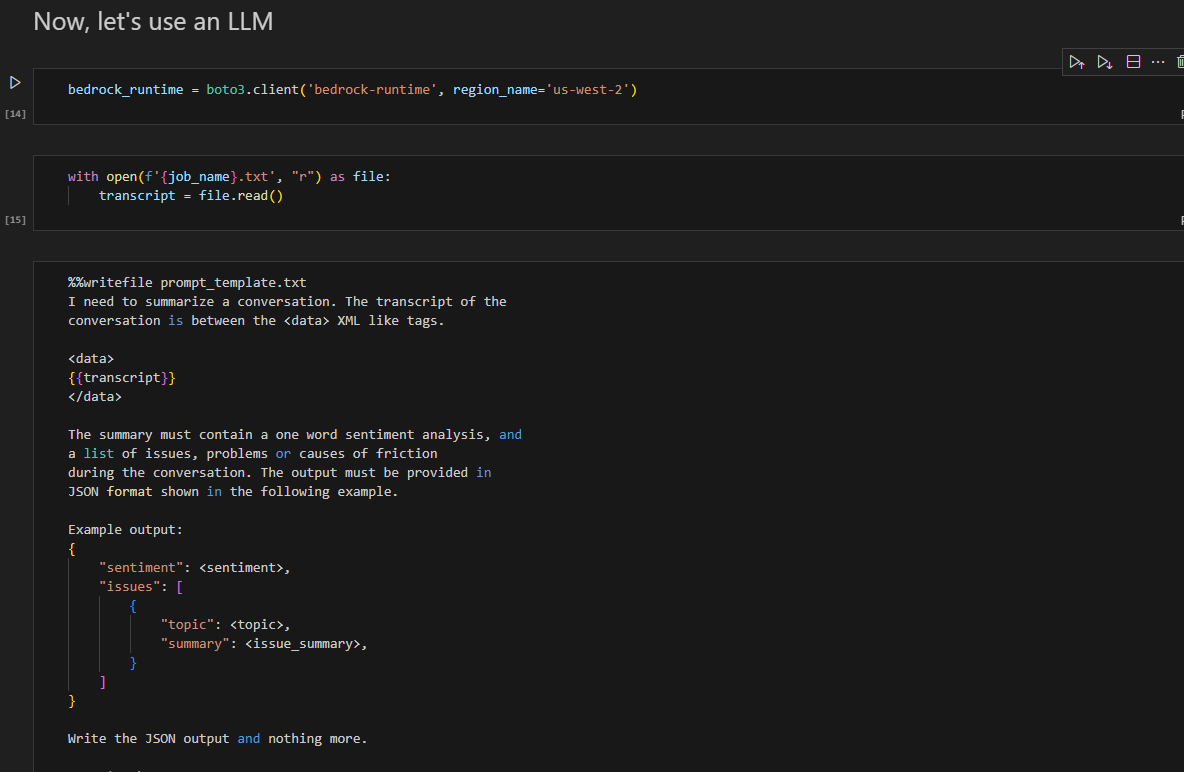 Now, let's use an LLM
bedrock_runtime = boto3.client('bedrock-runtime', region_name='us-west-2')
[14]
with open(f'{job_name}.txt', "r") as file:
    transcript = file.read()
[15]
%%writefile prompt_template.txt
I need to summarize a conversation. The transcript of the
conversation is between the <data> XML like tags.
<data>
{{transcript}}
</data>
The summary must contain a one word sentiment analysis, and
a list of issues, problems or causes of friction
during the conversation. The output must be provided in
JSON format shown in the following example.
Example output:
{
    "sentiment": <sentiment>,
    "issues": [
        {
            "topic": <topic>,
            "summary": <issue_summary>,
        }
    ]
}
Write the JSON output and nothing more.